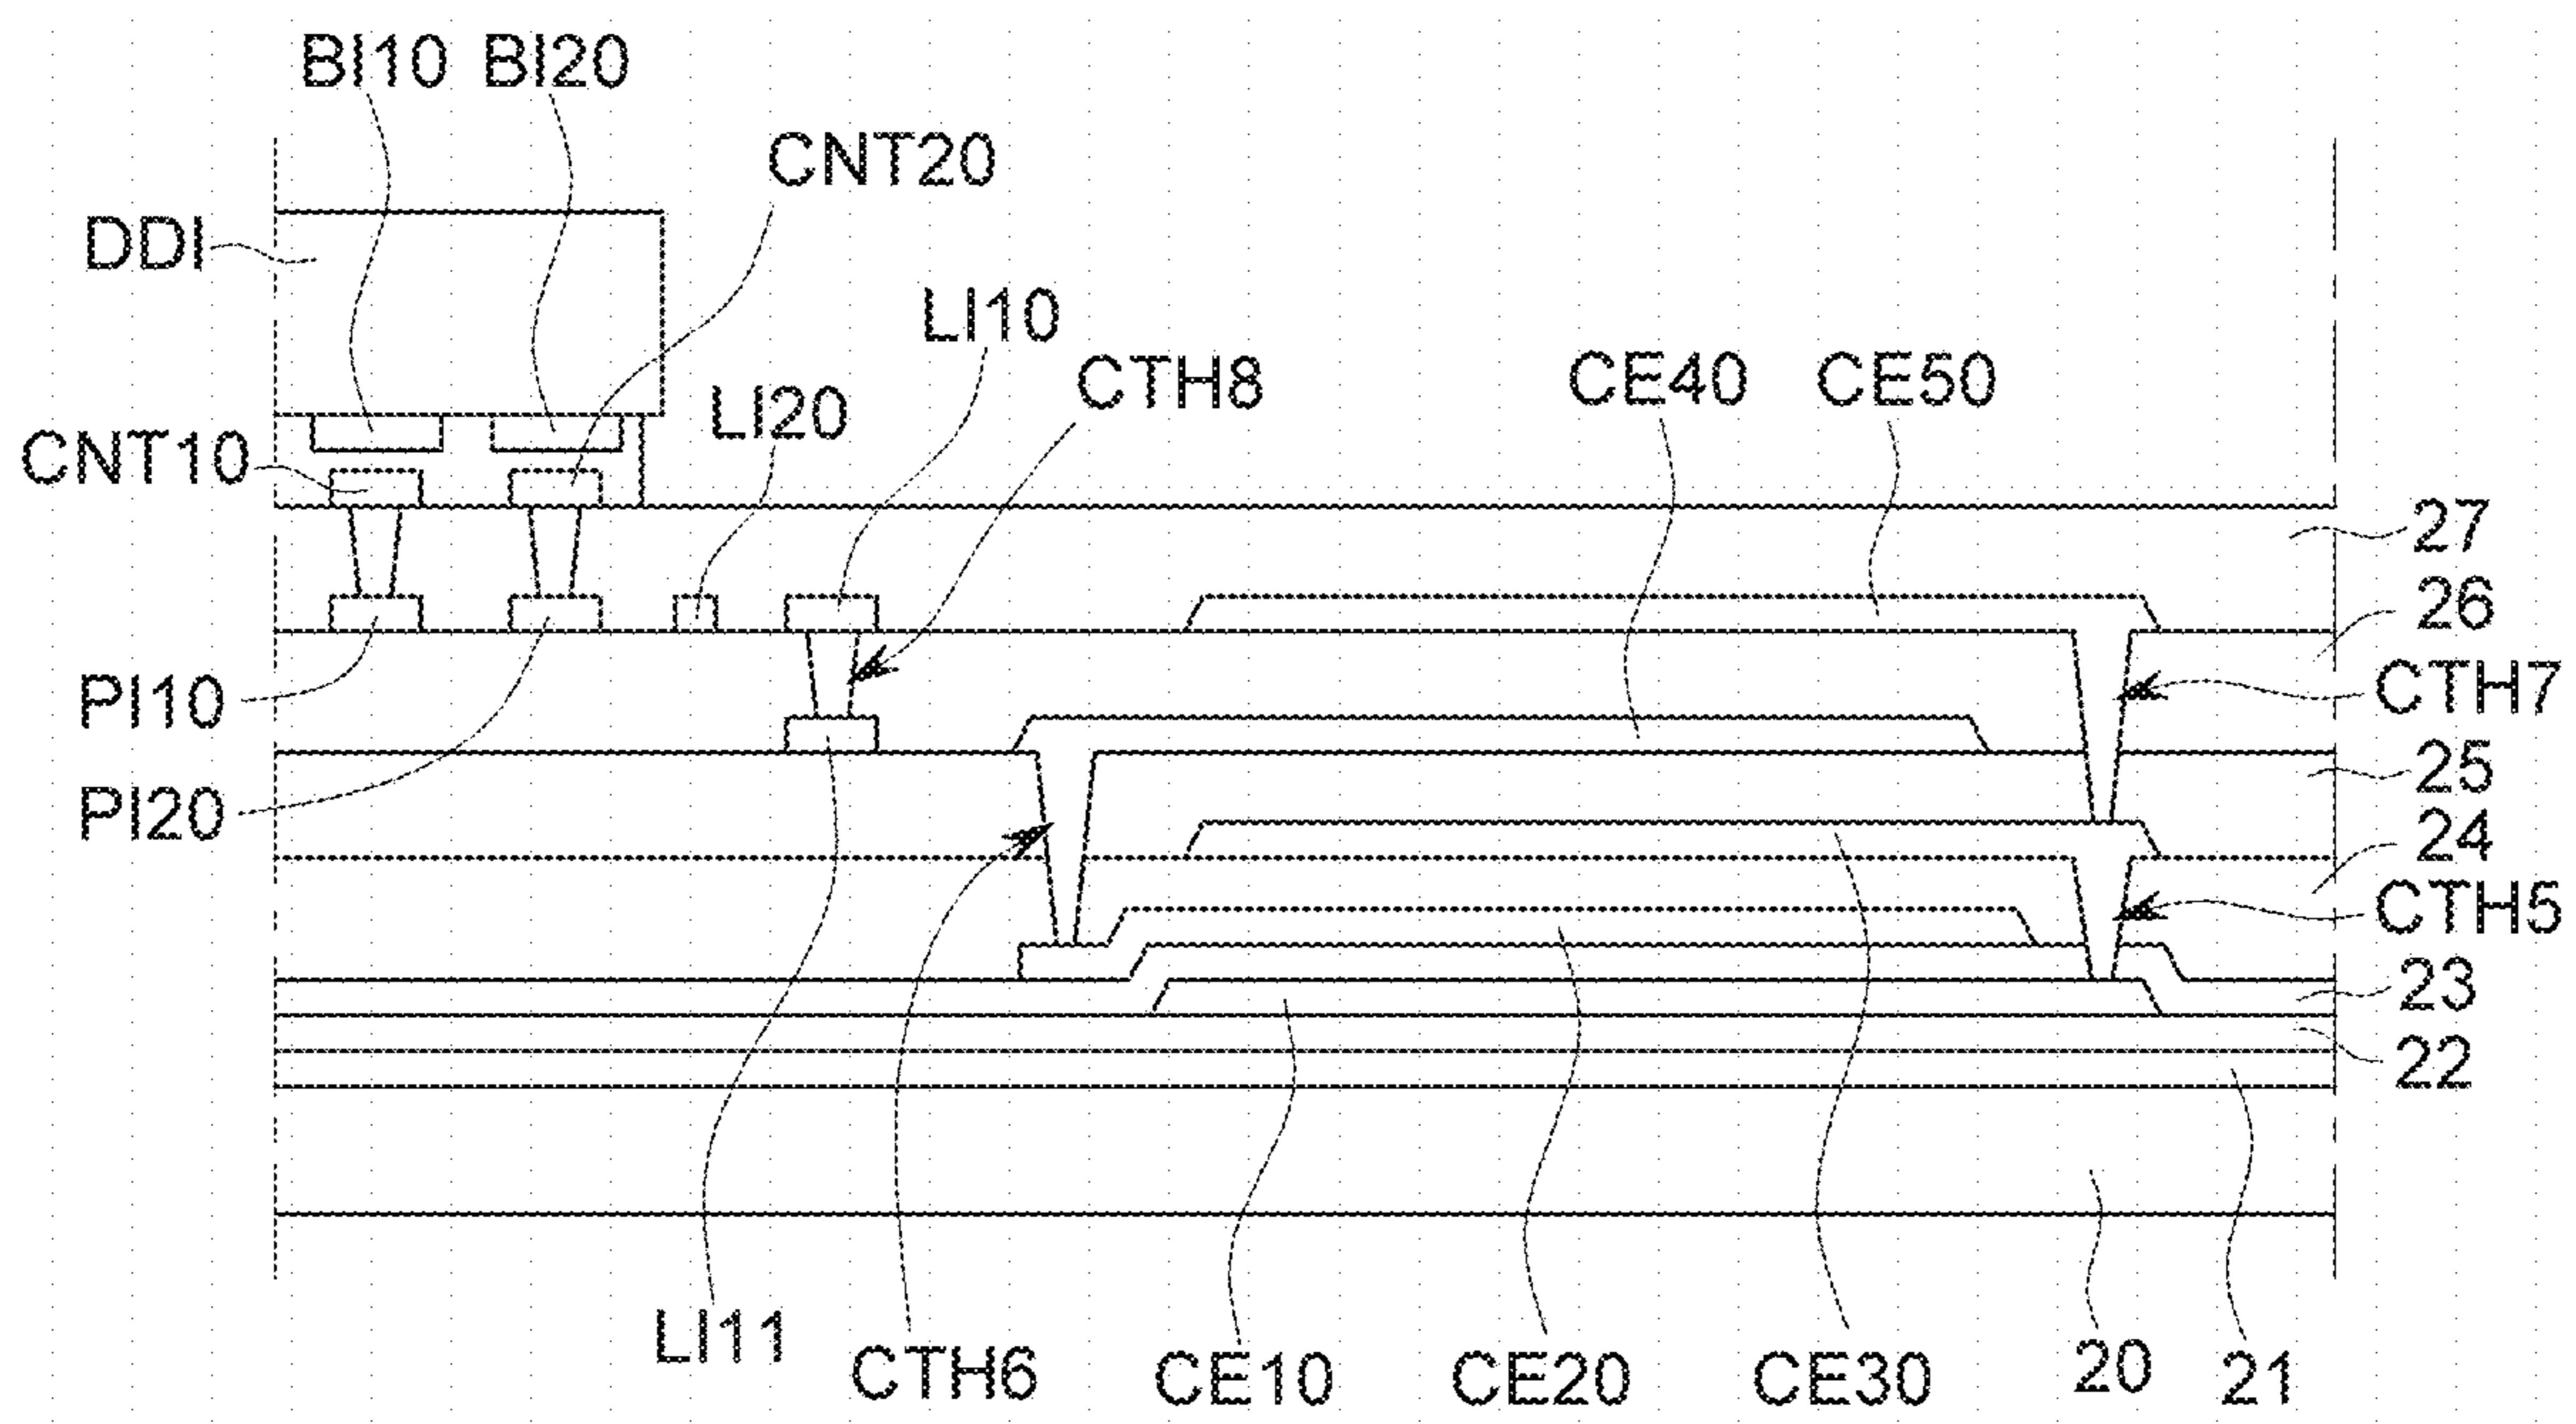 BI10 BI20
CNT20
DDI
LI10
CTH8
CE40 CE50
LI20
CNT10
27
26
PI10
CTH7
25
PI20
24
CTH5
23
22
LI11
CTH6
CE10
CE20
CE30
20
21